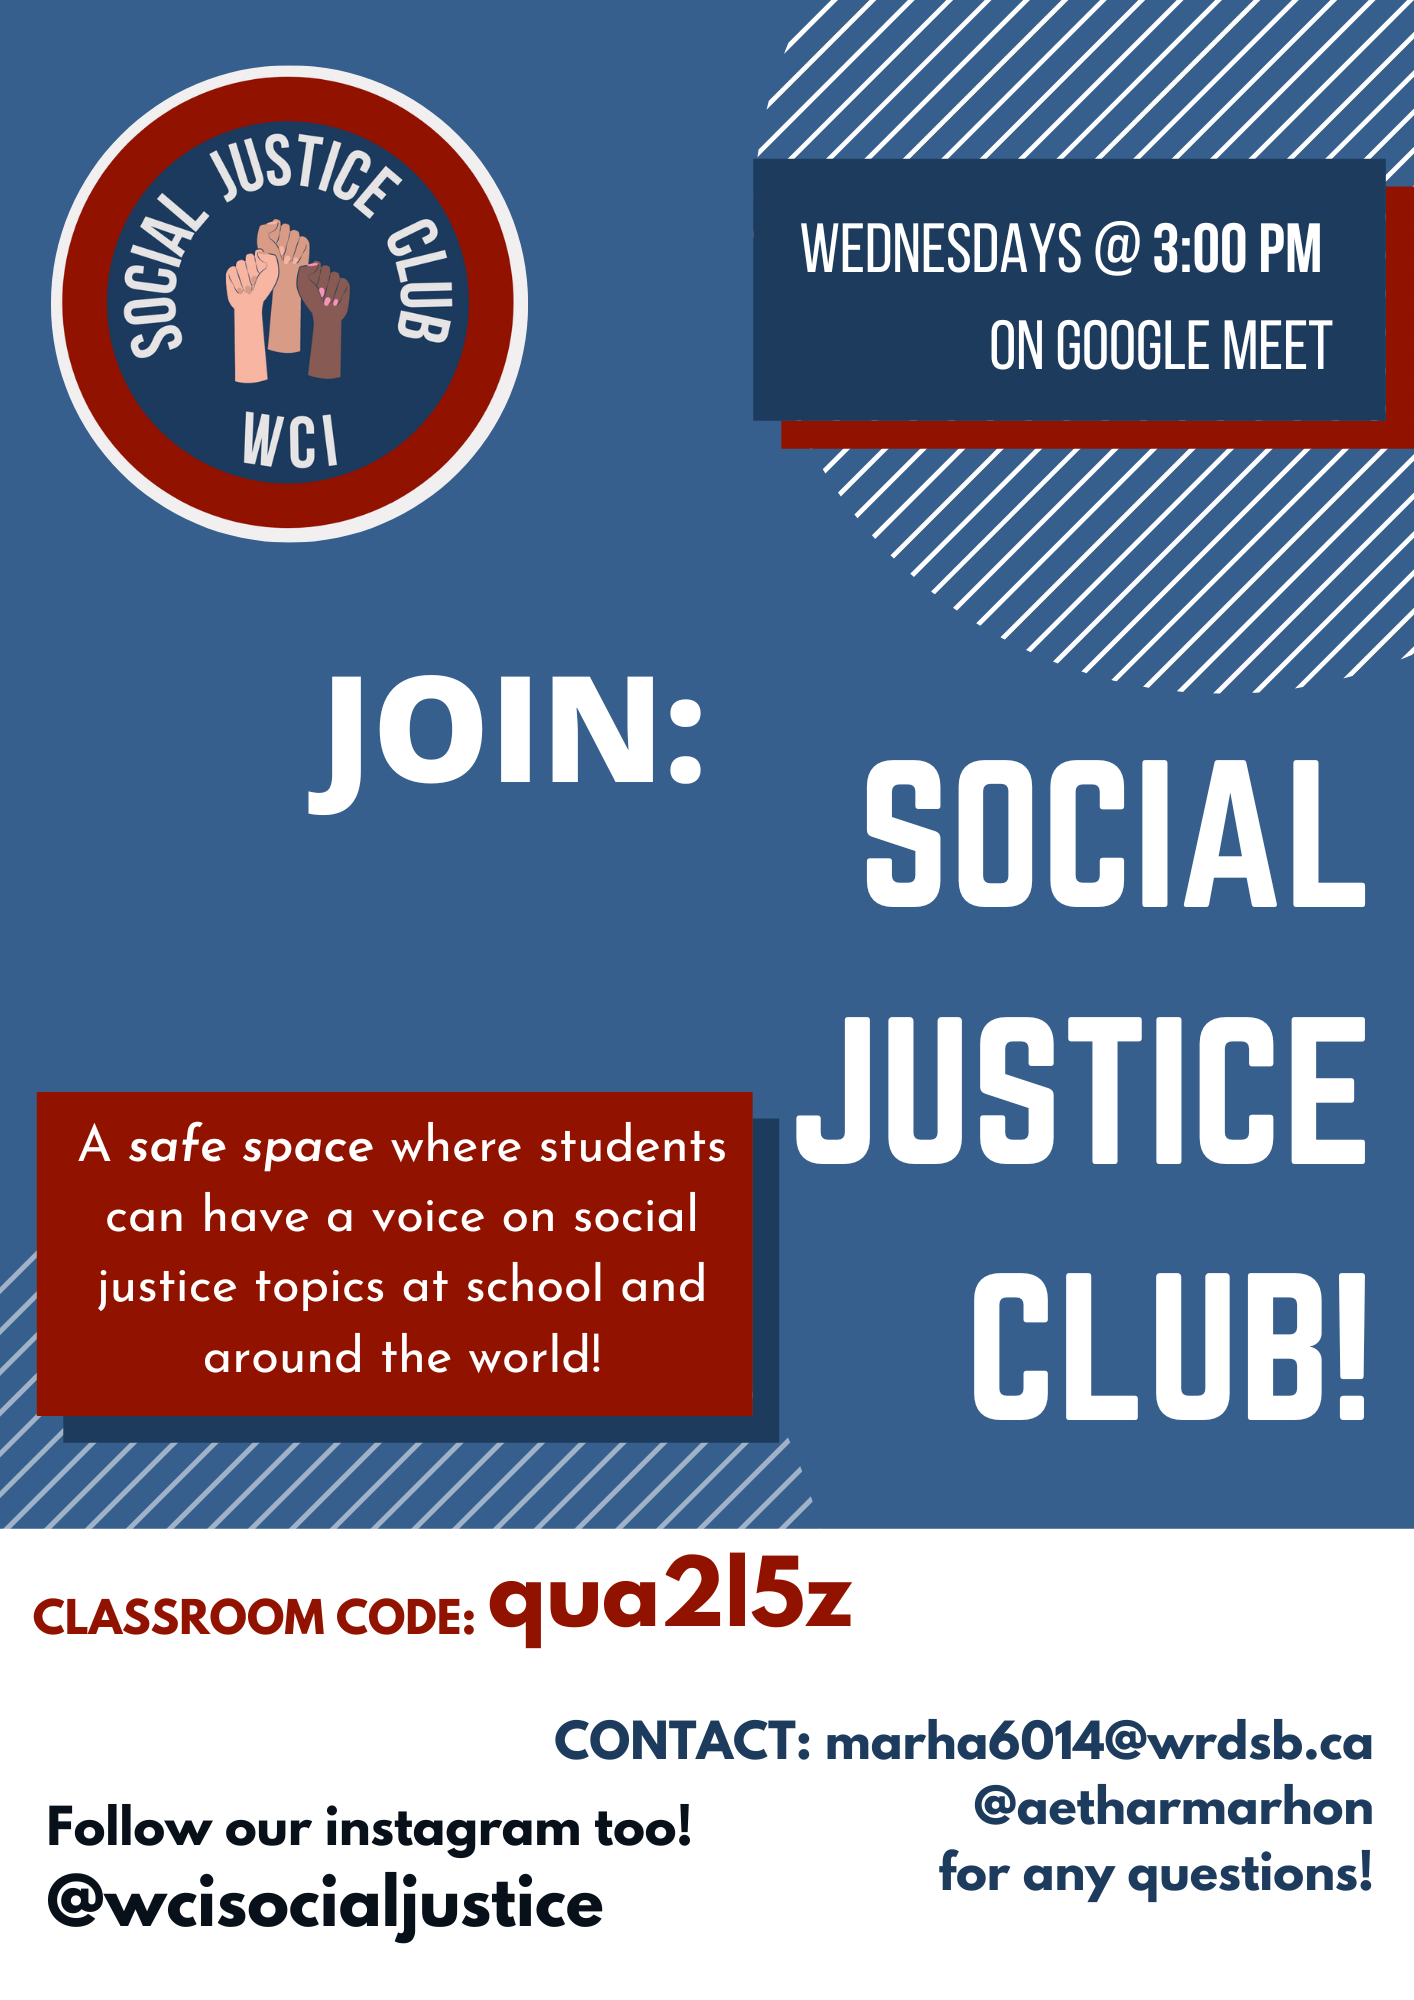 SOCIAL JUSTICE CLUB
WCI
WEDNESDAYS @ 3:00 PM
ON GOOGLE MEET
JOIN:
SOCIAL
JUSTICE
CLUB!
A safe space where students
can have a voice on social
justice topics at school and
around the world!
CLASSROOM CODE: qua2l5z
CONTACT: marha6014@wrdsb.ca
@aetharmarhon
for any questions!
Follow our instagram too!
@wcisocialjustice